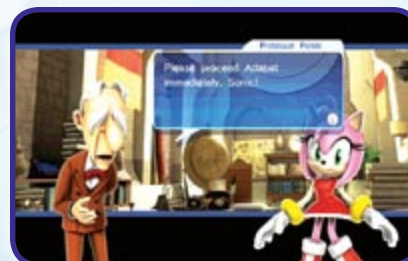 Professor Pickle
Please proceed Adabat
immediately, Sonic!